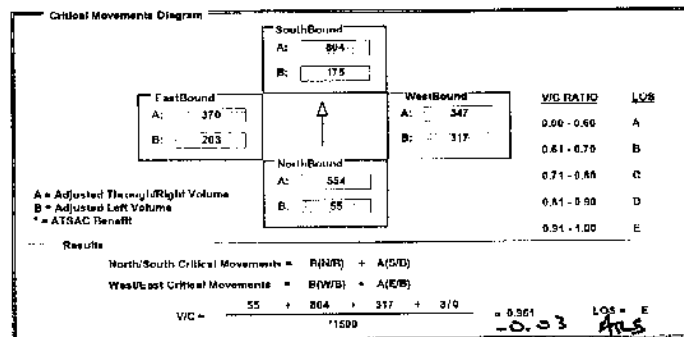 Critical Movements Diagram
SouthBound
A: 804
B: 175
EastBound
A: 370
B: 203
WestBound
A: 347
B: 317
NorthBound
A: 554
B: 55
V/C RATIO LOS
0.00 - 0.60 A
0.61 - 0.70 B
0.71 - 0.80 C
0.81 - 0.90 D
0.91 - 1.00 E
A = Adjusted Through/Right Volume
B = Adjusted Left Volume
* = ATSAC Benefit
Results
North/South Critical Movements = B(N/B) + A(S/B)
West/East Critical Movements = B(W/B) + A(E/B)
V/C = 55 + 804 + 317 + 370
*1500
= 0.961 LOS = E
-0.03